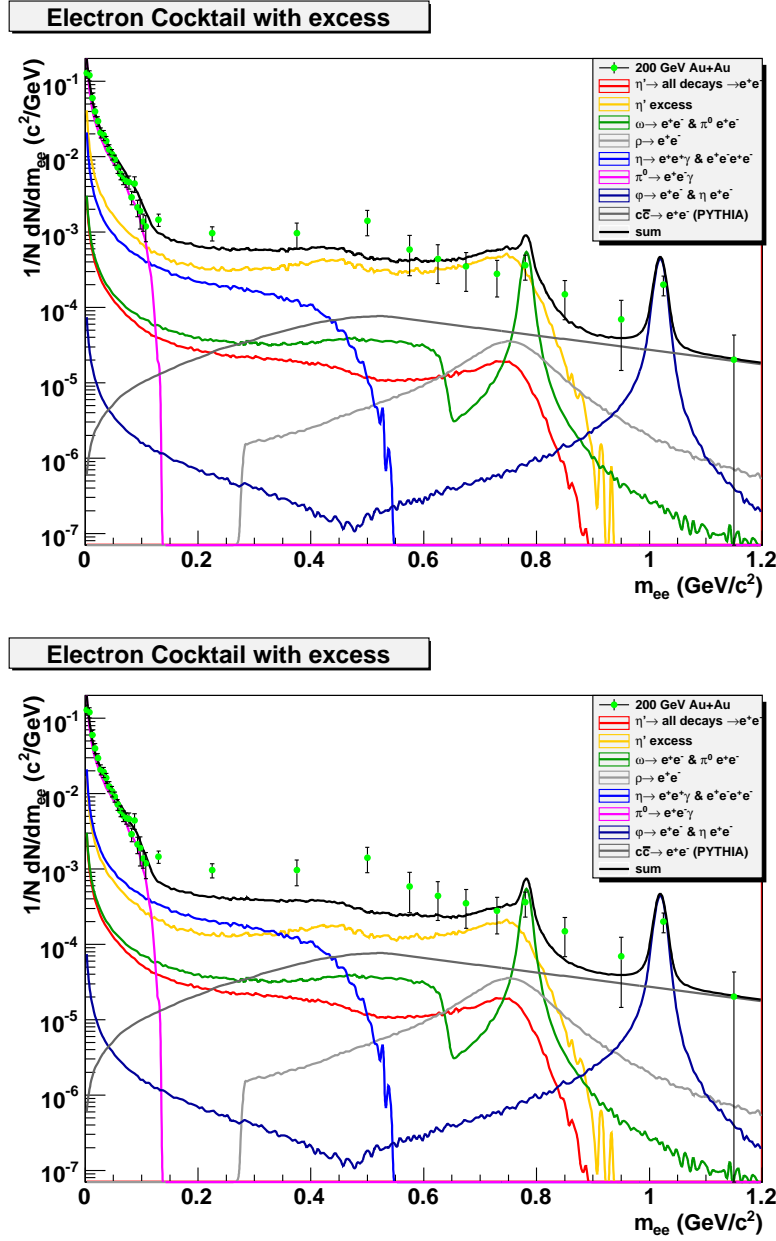 Electron Cocktail with excess
1/N dN/dm_ee (c²/GeV)
10⁻¹
10⁻²
10⁻³
10⁻⁴
10⁻⁵
10⁻⁶
10⁻⁷
200 GeV Au+Au
η'→ all decays →e⁺e⁻
η' excess
ω→ e⁺e⁻ & π⁰ e⁺e⁻
ρ→ e⁺e⁻
η→ e⁺e⁺γ & e⁺e⁻e⁺e⁻
π⁰→ e⁺e⁻γ
φ→ e⁺e⁻ & η e⁺e⁻
cc̅→ e⁺e⁻ (PYTHIA)
sum
0 0.2 0.4 0.6 0.8 1 1.2
m_ee (GeV/c²)
Electron Cocktail with excess
1/N dN/dm_ee (c²/GeV)
10⁻¹
10⁻²
10⁻³
10⁻⁴
10⁻⁵
10⁻⁶
10⁻⁷
200 GeV Au+Au
η'→ all decays →e⁺e⁻
η' excess
ω→ e⁺e⁻ & π⁰ e⁺e⁻
ρ→ e⁺e⁻
η→ e⁺e⁺γ & e⁺e⁻e⁺e⁻
π⁰→ e⁺e⁻γ
φ→ e⁺e⁻ & η e⁺e⁻
cc̅→ e⁺e⁻ (PYTHIA)
sum
0 0.2 0.4 0.6 0.8 1 1.2
m_ee (GeV/c²)